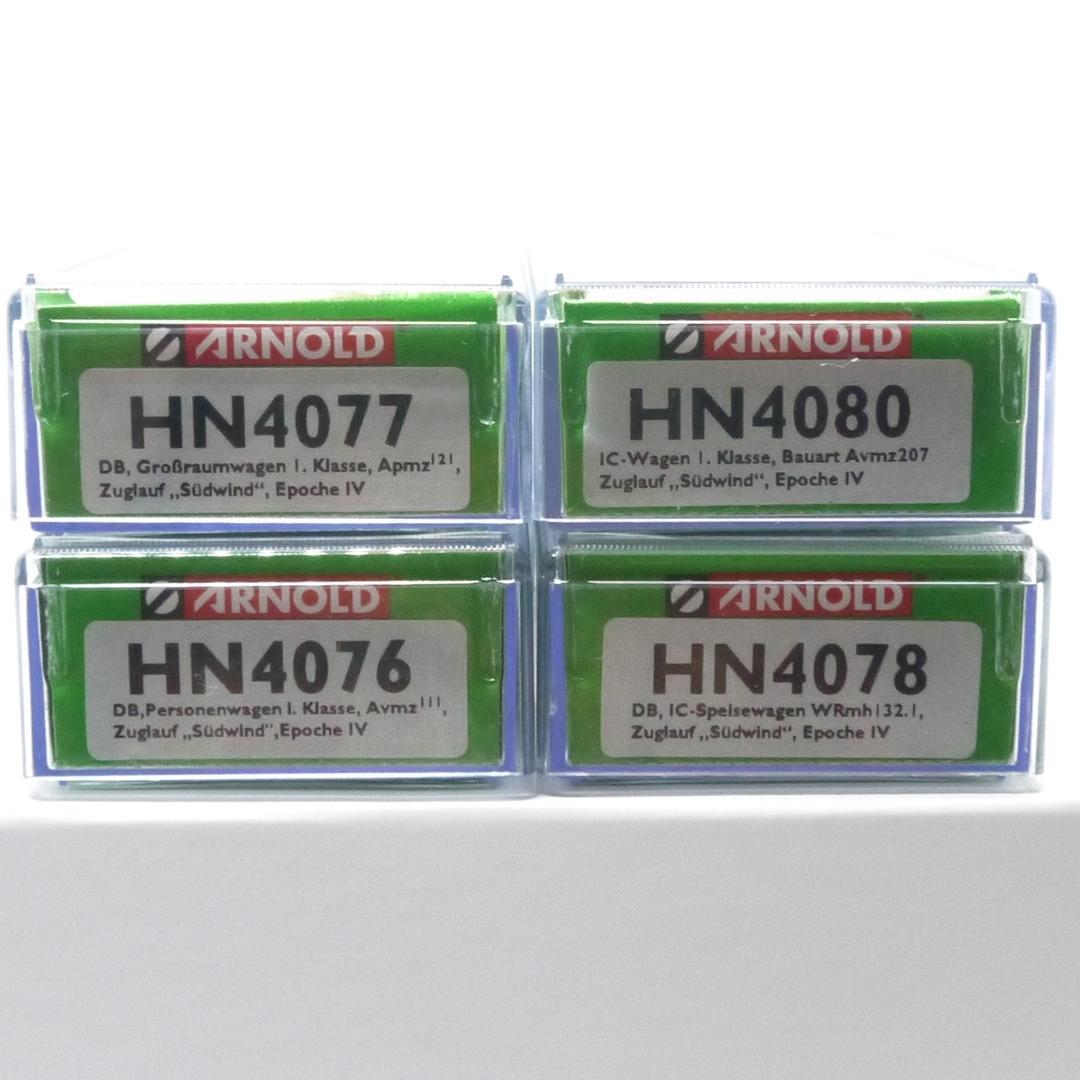 ARNOLD
HN4077
DB, Großraumwagen 1. Klasse, Apmz¹²¹,
Zuglauf „Südwind“, Epoche IV
ARNOLD
HN4080
IC-Wagen 1. Klasse, Bauart Avmz207
Zuglauf „Südwind“, Epoche IV
ARNOLD
HN4076
DB,Personenwagen 1. Klasse, Avmz¹¹¹,
Zuglauf „Südwind“,Epoche IV
ARNOLD
HN4078
DB, IC-Speisewagen WRmh132.1,
Zuglauf „Südwind“, Epoche IV